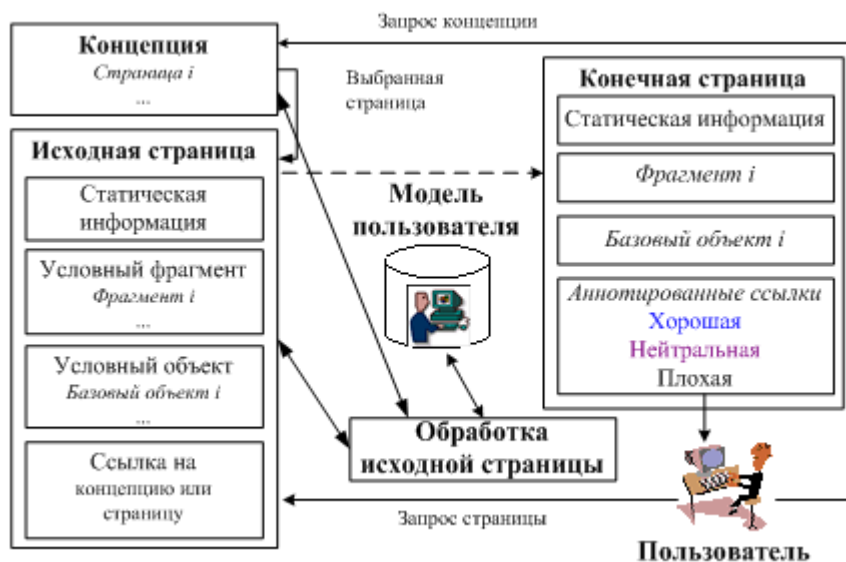 Запрос концепции
Концепция
Страница i
...
Выбранная
страница
Исходная страница
Статическая
информация
Условный фрагмент
Фрагмент i
...
Условный объект
Базовый объект i
...
Ссылка на
концепцию или
страницу
Модель
пользователя
Обработка
исходной страницы
Запрос страницы
Конечная страница
Статическая информация
Фрагмент i
Базовый объект i
Аннотированные ссылки
Хорошая
Нейтральная
Плохая
Пользователь